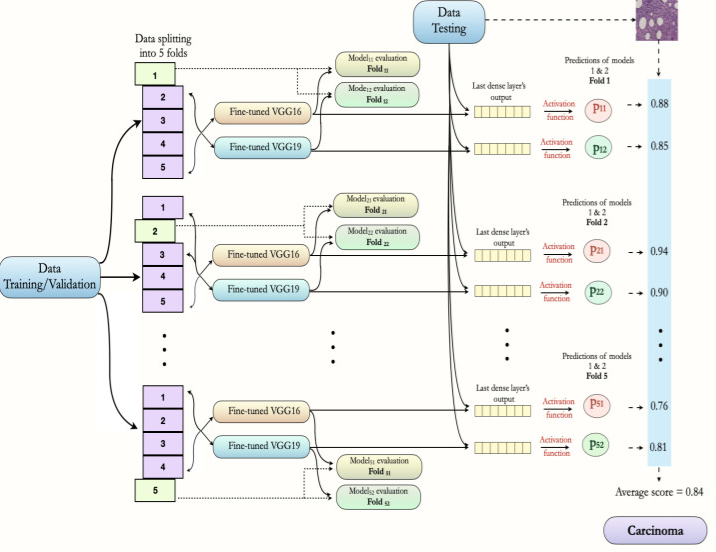 Data
Testing
Data splitting
into 5 folds
1
2
3
4
5
Fine-tuned VGG16
Fine-tuned VGG19
Model11 evaluation
Fold 11
Mode12 evaluation
Fold 12
Last dense layer's
output
Activation
function
Activation
function
Predictions of models
1 & 2
Fold 1
P11
P12
0.88
0.85
Data
Training/Validation
1
2
3
4
5
Fine-tuned VGG16
Fine-tuned VGG19
Model21 evaluation
Fold 21
Model22 evaluation
Fold 22
Last dense layer's
output
Activation
function
Activation
function
Predictions of models
1 & 2
Fold 2
P21
P22
0.94
0.90
1
2
3
4
5
Fine-tuned VGG16
Fine-tuned VGG19
Model51 evaluation
Fold 51
Model52 evaluation
Fold 52
Last dense layer's
output
Activation
function
Activation
function
Predictions of models
1 & 2
Fold 5
P51
P52
0.76
0.81
Average score = 0.84
Carcinoma